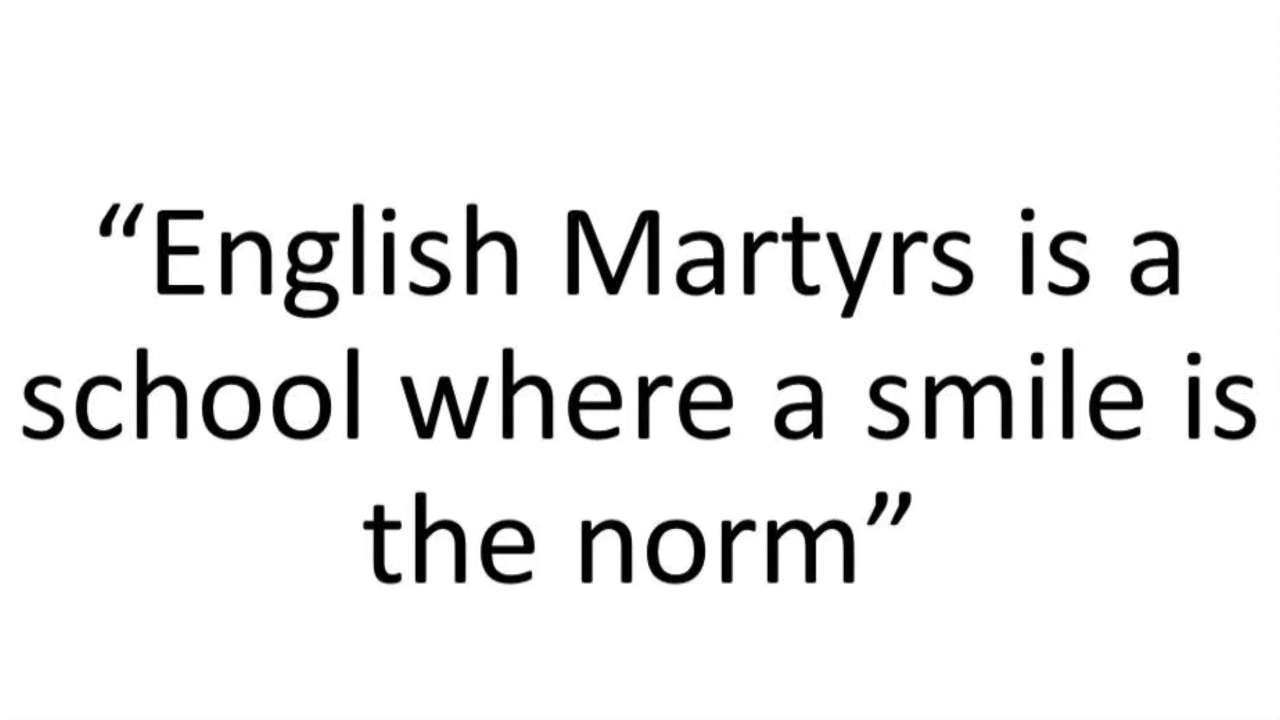 “English Martyrs is a
school where a smile is
the norm”